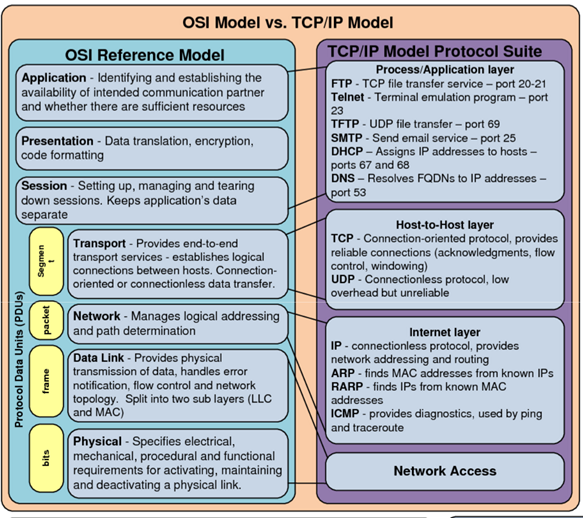 OSI Model vs. TCP/IP Model
OSI Reference Model
Application - Identifying and establishing the
availability of intended communication partner
and whether there are sufficient resources
Presentation - Data translation, encryption,
code formatting
Session - Setting up, managing and tearing
down sessions. Keeps application's data
separate
Protocol Data Units (PDUs)
Segmen
t
Transport - Provides end-to-end
transport services - establishes logical
connections between hosts. Connection-
oriented or connectionless data transfer.
packet
Network - Manages logical addressing
and path determination
frame
Data Link - Provides physical
transmission of data, handles error
notification, flow control and network
topology. Split into two sub layers (LLC
and MAC)
bits
Physical - Specifies electrical,
mechanical, procedural and functional
requirements for activating, maintaining
and deactivating a physical link.
TCP/IP Model Protocol Suite
Process/Application layer
FTP - TCP file transfer service – port 20-21
Telnet - Terminal emulation program – port
23
TFTP - UDP file transfer – port 69
SMTP - Send email service – port 25
DHCP – Assigns IP addresses to hosts –
ports 67 and 68
DNS – Resolves FQDNs to IP addresses –
port 53
Host-to-Host layer
TCP - Connection-oriented protocol, provides
reliable connections (acknowledgments, flow
control, windowing)
UDP - Connectionless protocol, low
overhead but unreliable
Internet layer
IP - connectionless protocol, provides
network addressing and routing
ARP - finds MAC addresses from known IPs
RARP - finds IPs from known MAC
addresses
ICMP - provides diagnostics, used by ping
and traceroute
Network Access